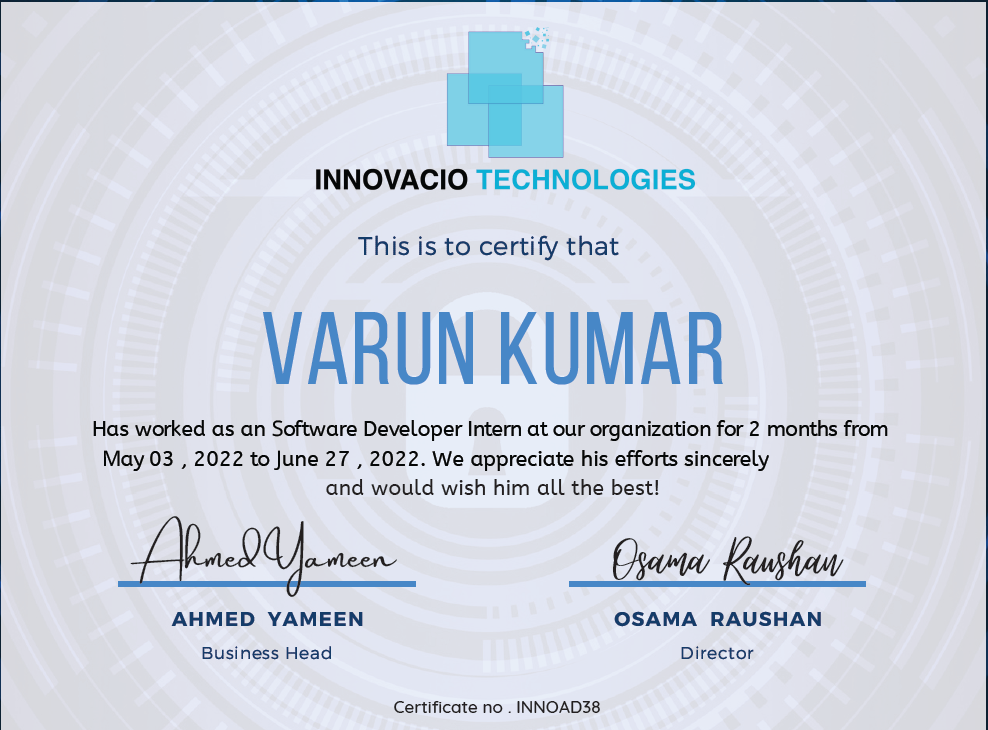 INNOVACIO TECHNOLOGIES
This is to certify that
VARUN KUMAR
Has worked as an Software Developer Intern at our organization for 2 months from
May 03 , 2022 to June 27 , 2022. We appreciate his efforts sincerely
and would wish him all the best!
Ahmed Yameen Osama Raushan
AHMED YAMEEN OSAMA RAUSHAN
Business Head Director
Certificate no . INNOAD38